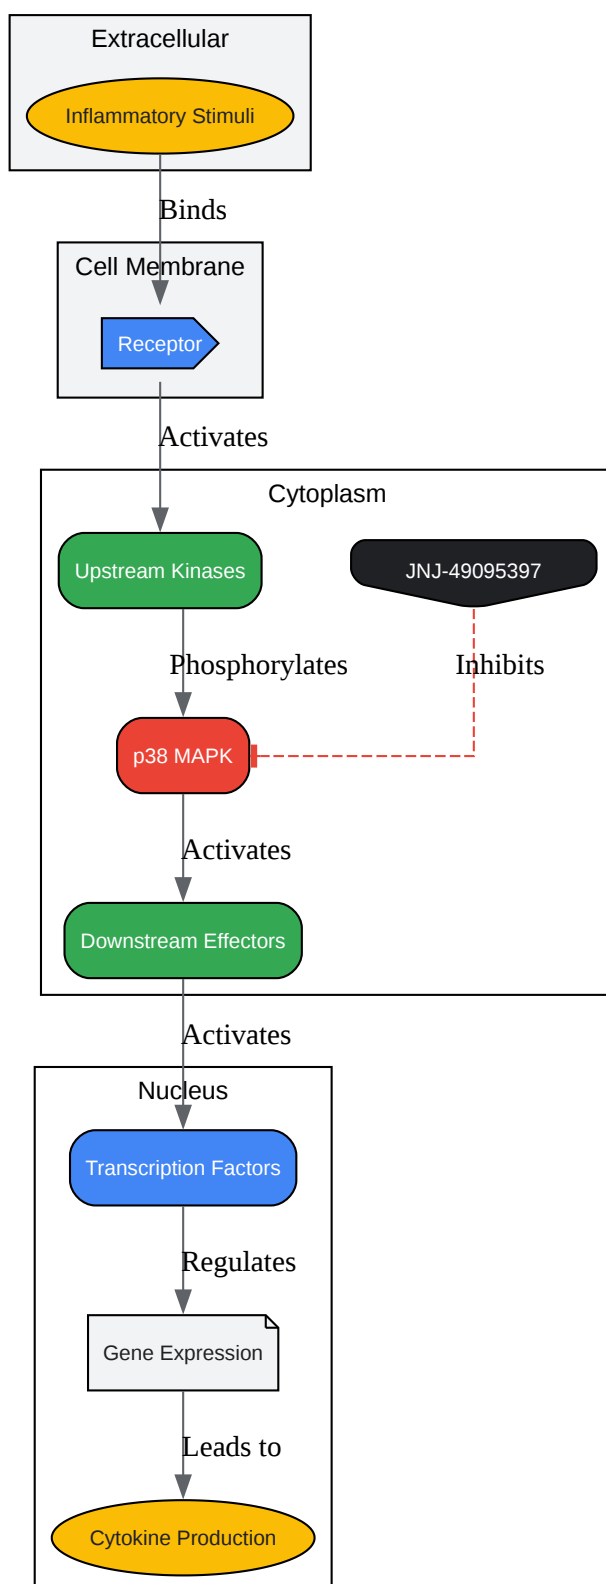 Extracellular
Inflammatory Stimuli
Binds
Cell Membrane
Receptor
Activates
Cytoplasm
Upstream Kinases
JNJ-49095397
Phosphorylates
Inhibits
p38 MAPK
Activates
Downstream Effectors
Activates
Nucleus
Transcription Factors
Regulates
Gene Expression
Leads to
Cytokine Production